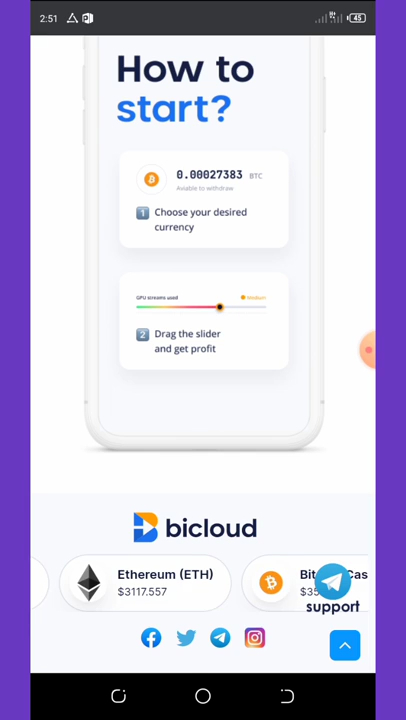 2:51
45
How to
start?
0.00027383 BTC
Aviable to withdraw
1 Choose your desired
currency
GPU streams used
Medium
2 Drag the slider
and get profit
bicloud
Ethereum (ETH)
$3117.557
Bit Cas
$35
support